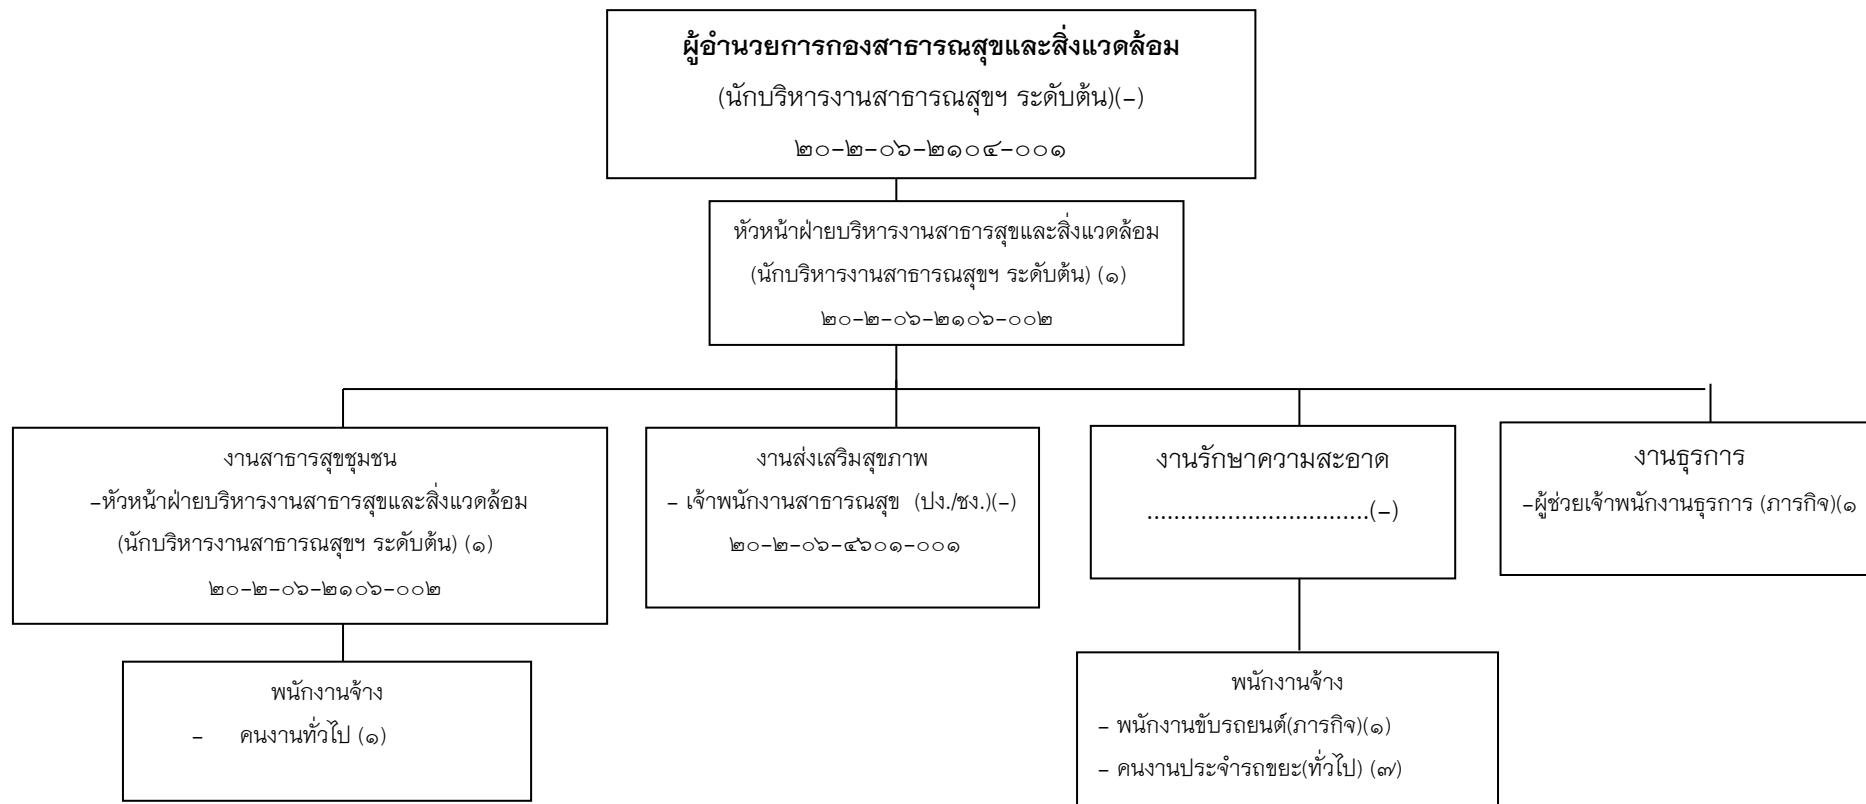 ผู้อำนวยการกองสาธารณสุขและสิ่งแวดล้อม
(นักบริหารงานสาธารณสุขฯ ระดับต้น)(–)
๒๐–๒–๐๖–๒๑๐๔–๐๐๑
หัวหน้าฝ่ายบริหารงานสาธารสุขและสิ่งแวดล้อม
(นักบริหารงานสาธารณสุขฯ ระดับต้น) (๑)
๒๐–๒–๐๖–๒๑๐๖–๐๐๒
งานสาธารสุขชุมชน
–หัวหน้าฝ่ายบริหารงานสาธารสุขและสิ่งแวดล้อม
(นักบริหารงานสาธารณสุขฯ ระดับต้น) (๑)
๒๐–๒–๐๖–๒๑๐๖–๐๐๒
งานส่งเสริมสุขภาพ
– เจ้าพนักงานสาธารณสุข (ปง./ชง.)(–)
๒๐–๒–๐๖–๔๖๐๑–๐๐๑
งานรักษาความสะอาด
.................................(–)
งานธุรการ
–ผู้ช่วยเจ้าพนักงานธุรการ (ภารกิจ)(๑
พนักงานจ้าง
– คนงานทั่วไป (๑)
พนักงานจ้าง
– พนักงานขับรถยนต์(ภารกิจ)(๑)
– คนงานประจำรถขยะ(ทั่วไป) (๗)